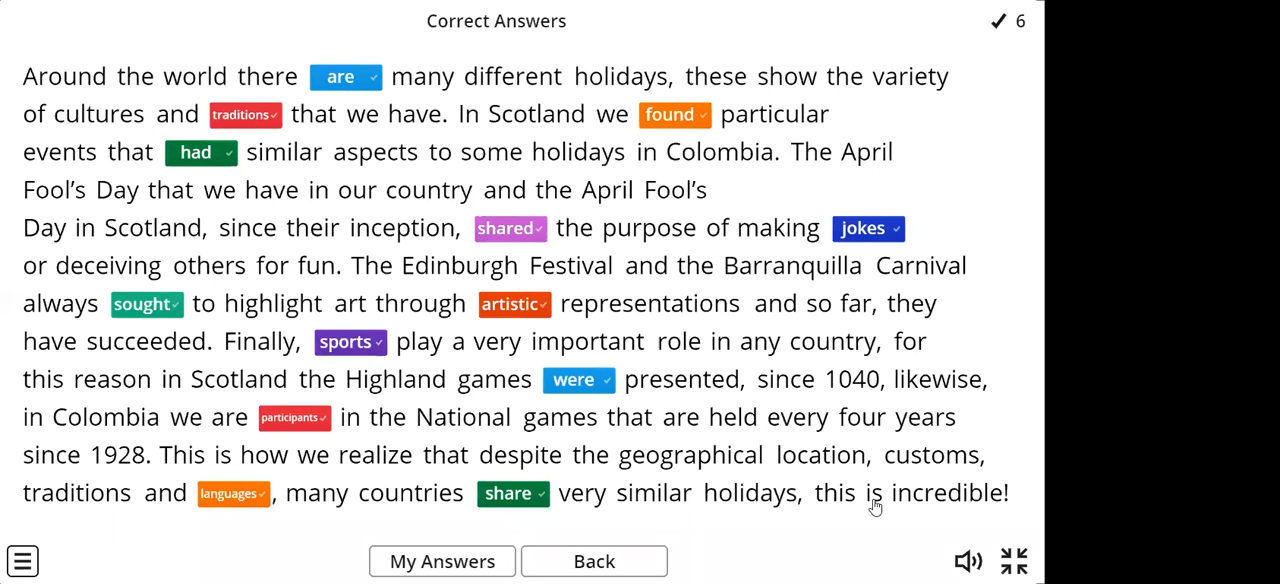 Correct Answers
✔ 6
Around the world there are many different holidays, these show the variety
of cultures and traditions that we have. In Scotland we found particular
events that had similar aspects to some holidays in Colombia. The April
Fool’s Day that we have in our country and the April Fool’s
Day in Scotland, since their inception, shared the purpose of making jokes
or deceiving others for fun. The Edinburgh Festival and the Barranquilla Carnival
always sought to highlight art through artistic representations and so far, they
have succeeded. Finally, sports play a very important role in any country, for
this reason in Scotland the Highland games were presented, since 1040, likewise,
in Colombia we are participants in the National games that are held every four years
since 1928. This is how we realize that despite the geographical location, customs,
traditions and languages, many countries share very similar holidays, this is incredible!
My Answers
Back